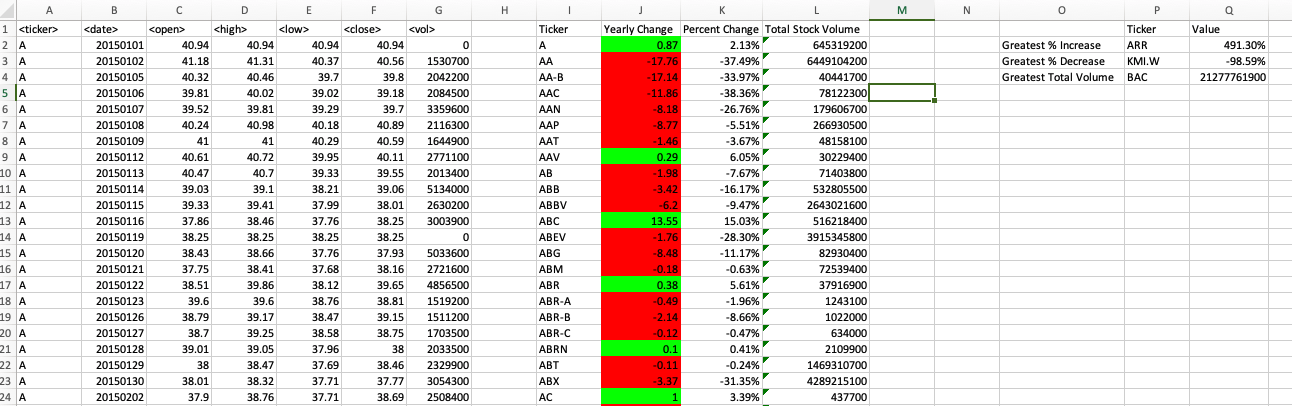 A B C D E F G H I J K L M N O P Q
1 <ticker> <date> <open> <high> <low> <close> <vol> Ticker Yearly Change Percent Change Total Stock Volume Ticker Value
2 A 20150101 40.94 40.94 40.94 40.94 0 A 0.87 2.13% 645319200 Greatest % Increase ARR 491.30%
3 A 20150102 41.18 41.31 40.37 40.56 1530700 AA -17.76 -37.49% 6449104200 Greatest % Decrease KMI.W -98.59%
4 A 20150105 40.32 40.46 39.7 39.8 2042200 AA-B -17.14 -33.97% 40441700 Greatest Total Volume BAC 21277761900
5 A 20150106 39.81 40.02 39.02 39.18 2084500 AAC -11.86 -38.36% 78122300
6 A 20150107 39.52 39.81 39.29 39.7 3359600 AAN -8.18 -26.76% 179606700
7 A 20150108 40.24 40.98 40.18 40.89 2116300 AAP -8.77 -5.51% 266930500
8 A 20150109 41 41 40.29 40.59 1644900 AAT -1.46 -3.67% 48158100
9 A 20150112 40.61 40.72 39.95 40.11 2771100 AAV 0.29 6.05% 30229400
10 A 20150113 40.47 40.7 39.33 39.55 2013400 AB -1.98 -7.67% 71403800
11 A 20150114 39.03 39.1 38.21 39.06 5134000 ABB -3.42 -16.17% 532805500
12 A 20150115 39.33 39.41 37.99 38.01 2630200 ABBV -6.2 -9.47% 2643021600
13 A 20150116 37.86 38.46 37.76 38.25 3003900 ABC 13.55 15.03% 516218400
14 A 20150119 38.25 38.25 38.25 38.25 0 ABEV -1.76 -28.30% 3915345800
15 A 20150120 38.43 38.66 37.76 37.93 5033600 ABG -8.48 -11.17% 82930400
16 A 20150121 37.75 38.41 37.68 38.16 2721600 ABM -0.18 -0.63% 72539400
17 A 20150122 38.51 39.86 38.12 39.65 4856500 ABR 0.38 5.61% 37916900
18 A 20150123 39.6 39.6 38.76 38.81 1519200 ABR-A -0.49 -1.96% 1243100
19 A 20150126 38.79 39.17 38.47 39.15 1511200 ABR-B -2.14 -8.66% 1022000
20 A 20150127 38.7 39.25 38.58 38.75 1703500 ABR-C -0.12 -0.47% 634000
21 A 20150128 39.01 39.05 37.96 38 2033500 ABRN 0.1 0.41% 2109900
22 A 20150129 38 38.47 37.69 38.46 2329900 ABT -0.11 -0.24% 1469310700
23 A 20150130 38.01 38.32 37.71 37.77 3054300 ABX -3.37 -31.35% 4289215100
24 A 20150202 37.9 38.76 37.71 38.69 2508400 AC 1 3.39% 437700